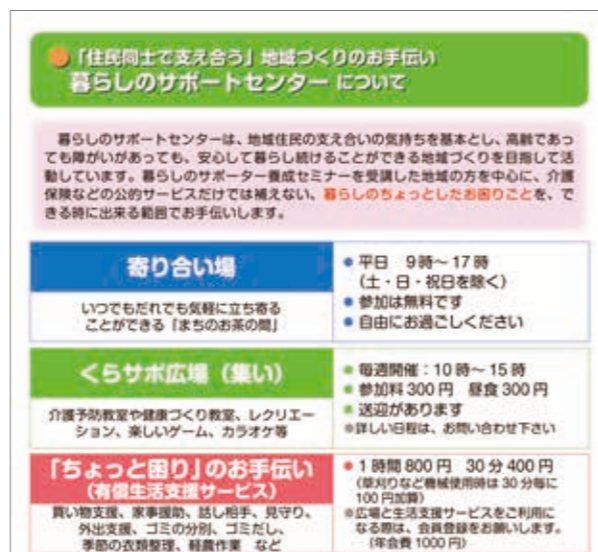 「住民同士で支え合う」地域づくりのお手伝い
暮らしのサポートセンター について
暮らしのサポートセンターは、地域住民の支え合いの気持ちを基本とし、高齢であっ
ても障がいがあっても、安心して暮らし続けることができる地域づくりを目指して活
動しています。暮らしのサポーター養成セミナーを受講した地域の方を中心に、介護
保険などの公的サービスだけでは補えない、暮らしのちょっとしたお困りごとを、で
きる時に出来る範囲でお手伝いします。
寄り合い場
いつでもだれでも気軽に立ち寄る
ことができる「まちのお茶の間」
●平日 9時～17時
(土・日・祝日を除く)
●参加は無料です
●自由にお過ごしください
くらサポ広場（集い）
介護予防教室や健康づくり教室、レクリエー
ション、楽しいゲーム、カラオケ等
●毎週開催：10時～15時
●参加料300円 昼食300円
●送迎があります
※詳しい日程は、お問い合わせ下さい
「ちょっと困り」のお手伝い
（有償生活支援サービス）
買い物支援、家事援助、話し相手、見守り、
外出支援、ゴミの分別、ゴミだし、
季節の衣類整理、軽農作業 など
●1時間800円 30分400円
(草刈りなど機械使用時は30分毎に
100円加算)
※広場と生活支援サービスをご利用に
なる際は、会員登録をお願いします。
(年会費1000円)